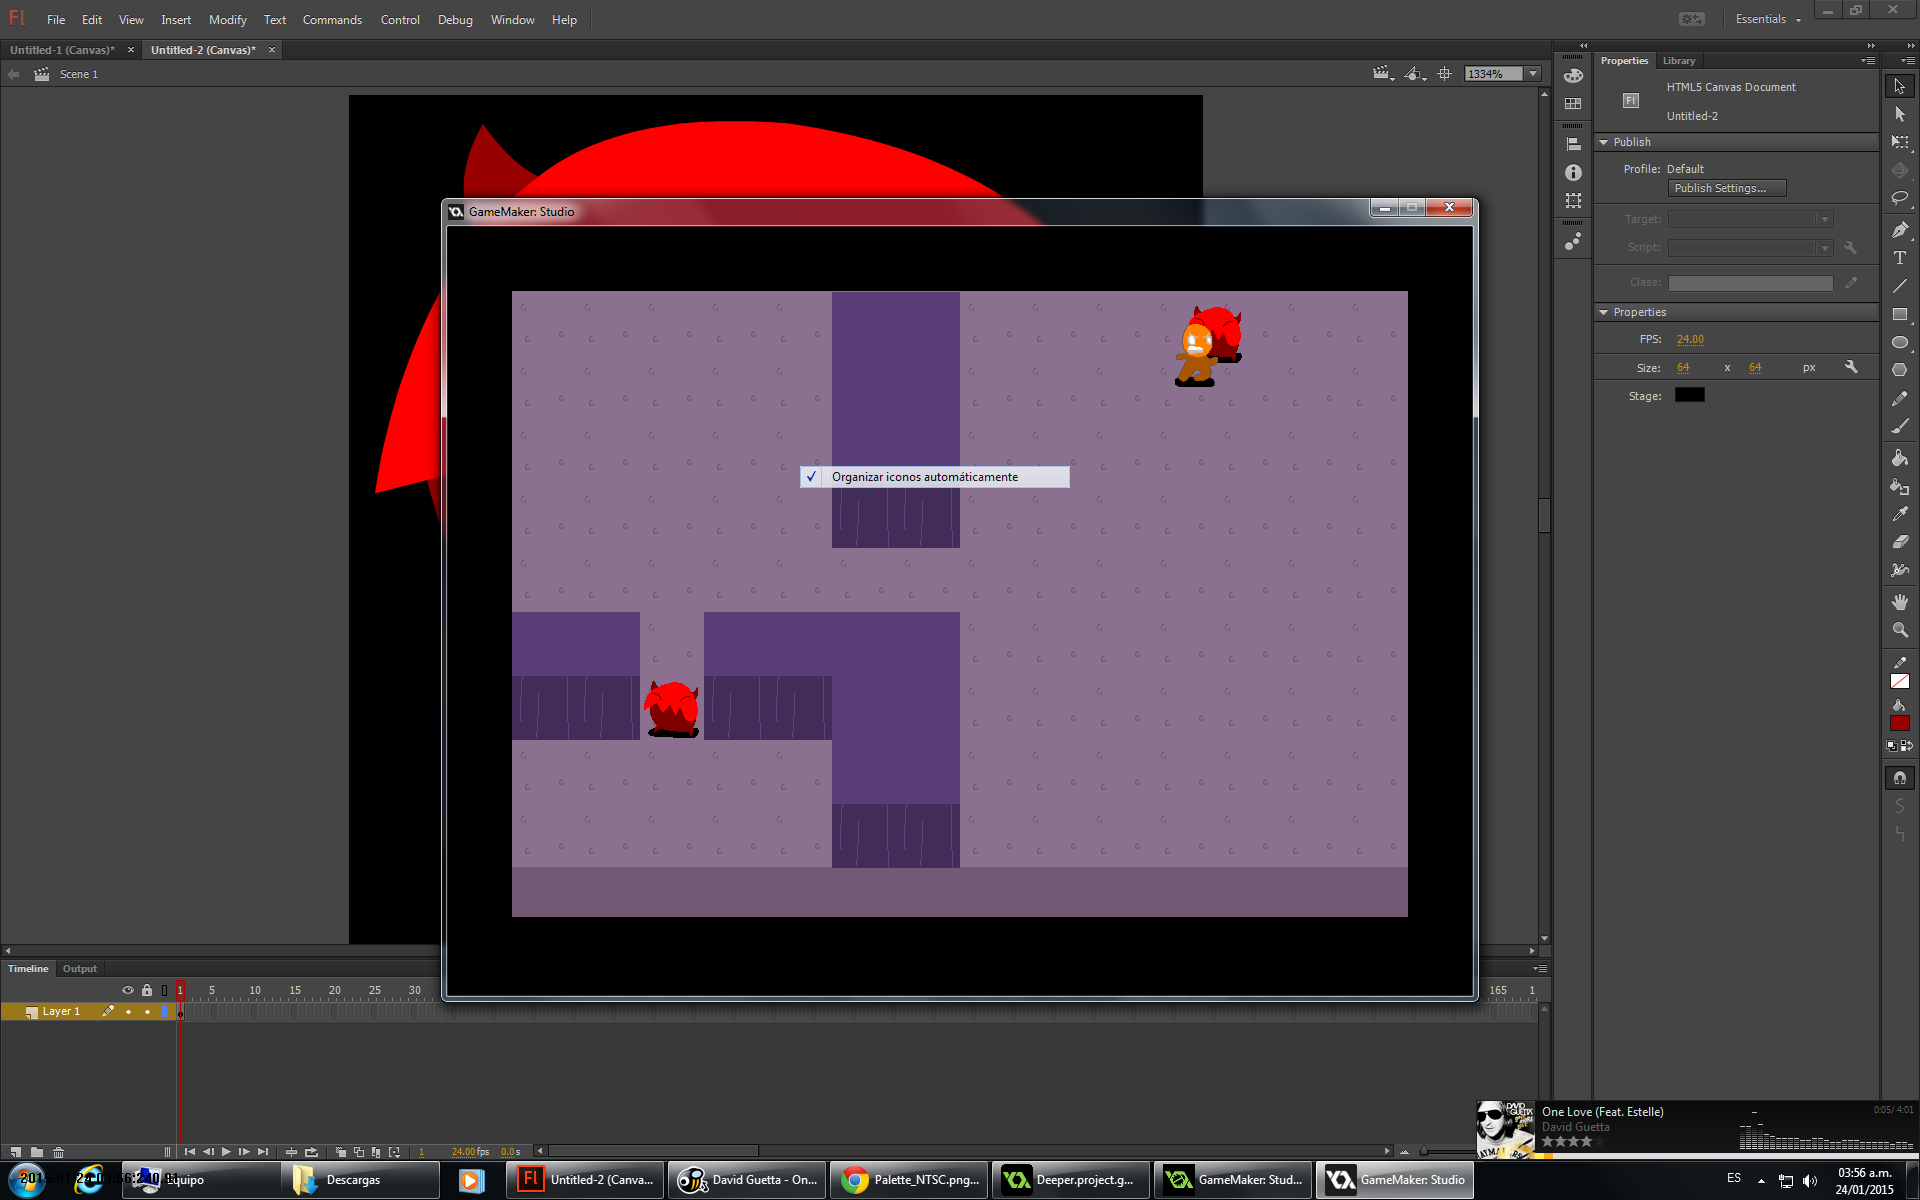 Fl File Edit View Insert Modify Text Commands Control Debug Window Help
Essentials
Untitled-1 (Canvas)* × Untitled-2 (Canvas)* ×
Scene 1
1334%
Properties Library
HTML5 Canvas Document
Fl
Untitled-2
Publish
Profile: Default
Publish Settings...
Target:
Script:
Class:
Properties
FPS: 24.00
Size: 64 x 64 px
Stage:
GameMaker: Studio
✓ Organizar iconos automáticamente
Timeline Output
1 5 10 15 20 25 30 165 1
Layer 1
1 24.00 fps 0.0 s
One Love (Feat. Estelle)
0:05/ 4:01
David Guetta
Equipo
Descargas
Fl Untitled-2 (Canva...
David Guetta - On...
Palette_NTSC.png...
Deeper.project.g...
GameMaker: Stud...
GameMaker: Studio
ES
03:56 a.m.
24/01/2015